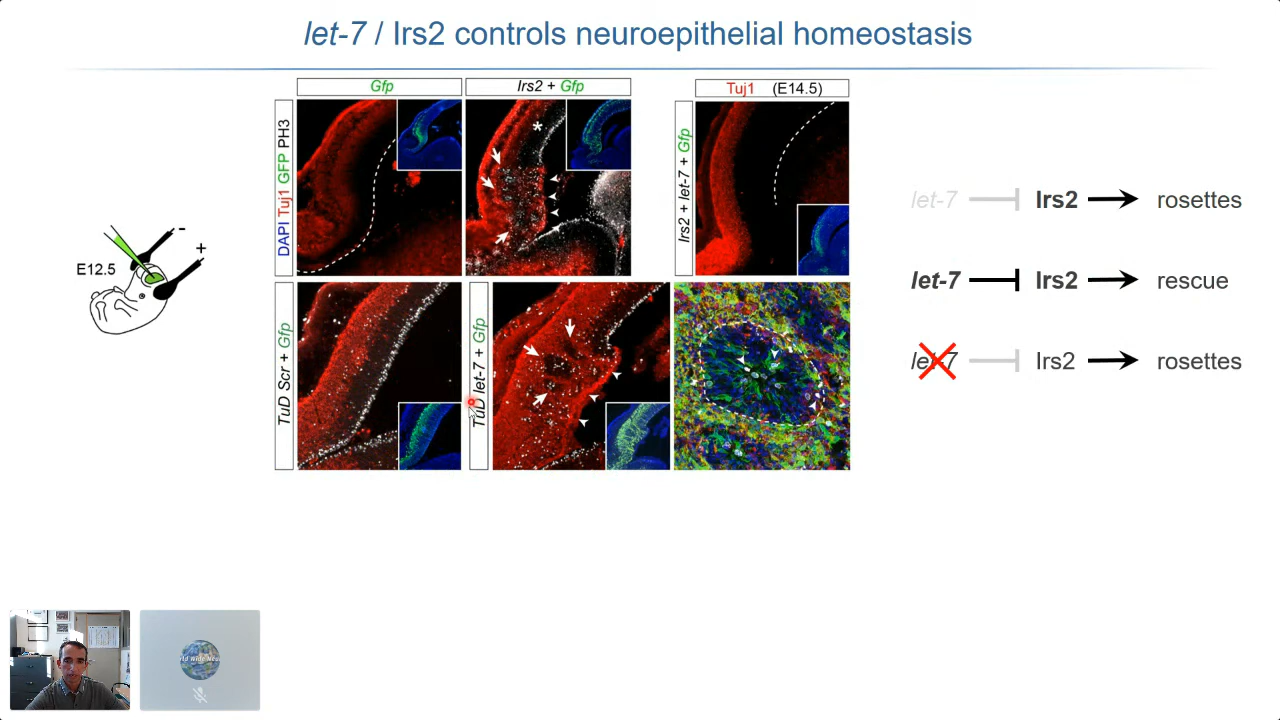 let-7 / Irs2 controls neuroepithelial homeostasis
Gfp
Irs2 + Gfp
Tuj1 (E14.5)
DAPI Tuj1 GFP PH3
*
Irs2 + let-7 + Gfp
let-7 Irs2 rosettes
-
+
E12.5
let-7 Irs2 rescue
TuD Scr + Gfp
TuD let-7 + Gfp
let-7 Irs2 rosettes